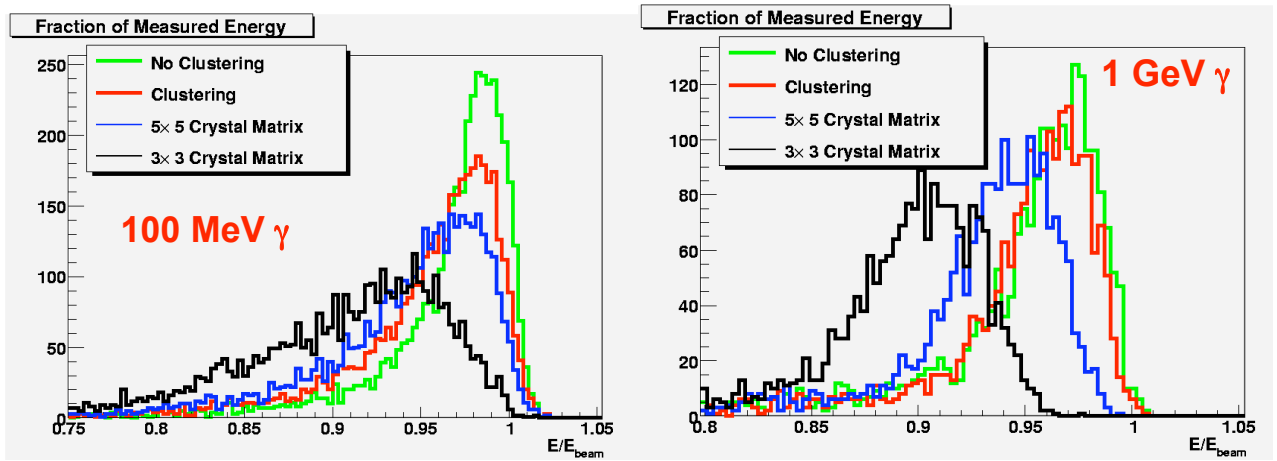 Fraction of Measured Energy
No Clustering
Clustering
5× 5 Crystal Matrix
3× 3 Crystal Matrix
100 MeV γ
250
200
150
100
50
0
0.75 0.8 0.85 0.9 0.95 1 1.05
E/E_beam
Fraction of Measured Energy
No Clustering
Clustering
5× 5 Crystal Matrix
3× 3 Crystal Matrix
1 GeV γ
120
100
80
60
40
20
0
0.8 0.85 0.9 0.95 1 1.05
E/E_beam